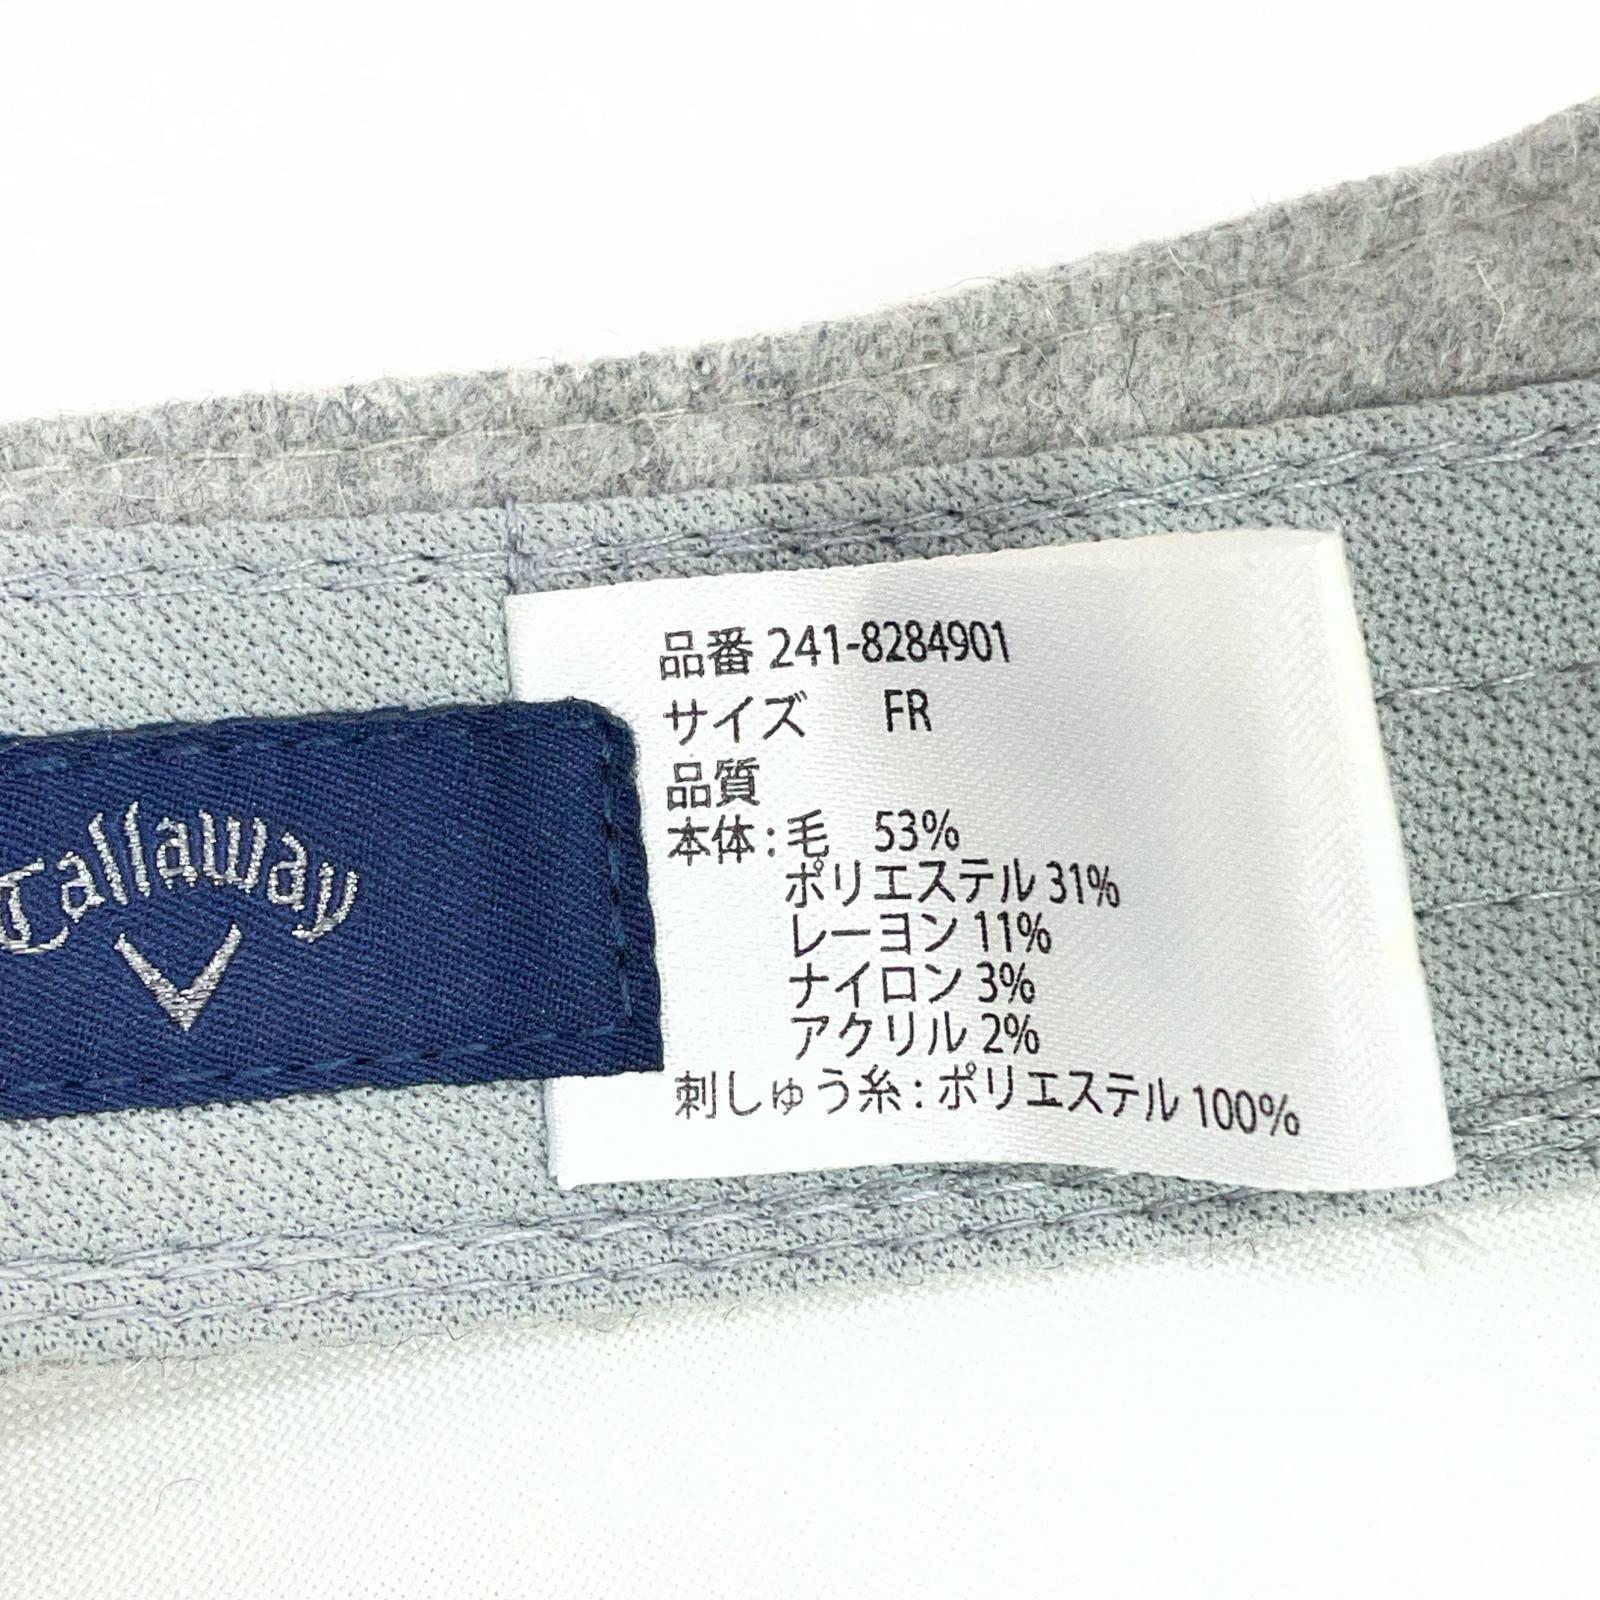 Callaway
品番 241-8284901
サイズ FR
品質
本体 : 毛 53%
ポリエステル 31%
レーヨン 11%
ナイロン 3%
アクリル 2%
刺しゅう糸 : ポリエステル 100%